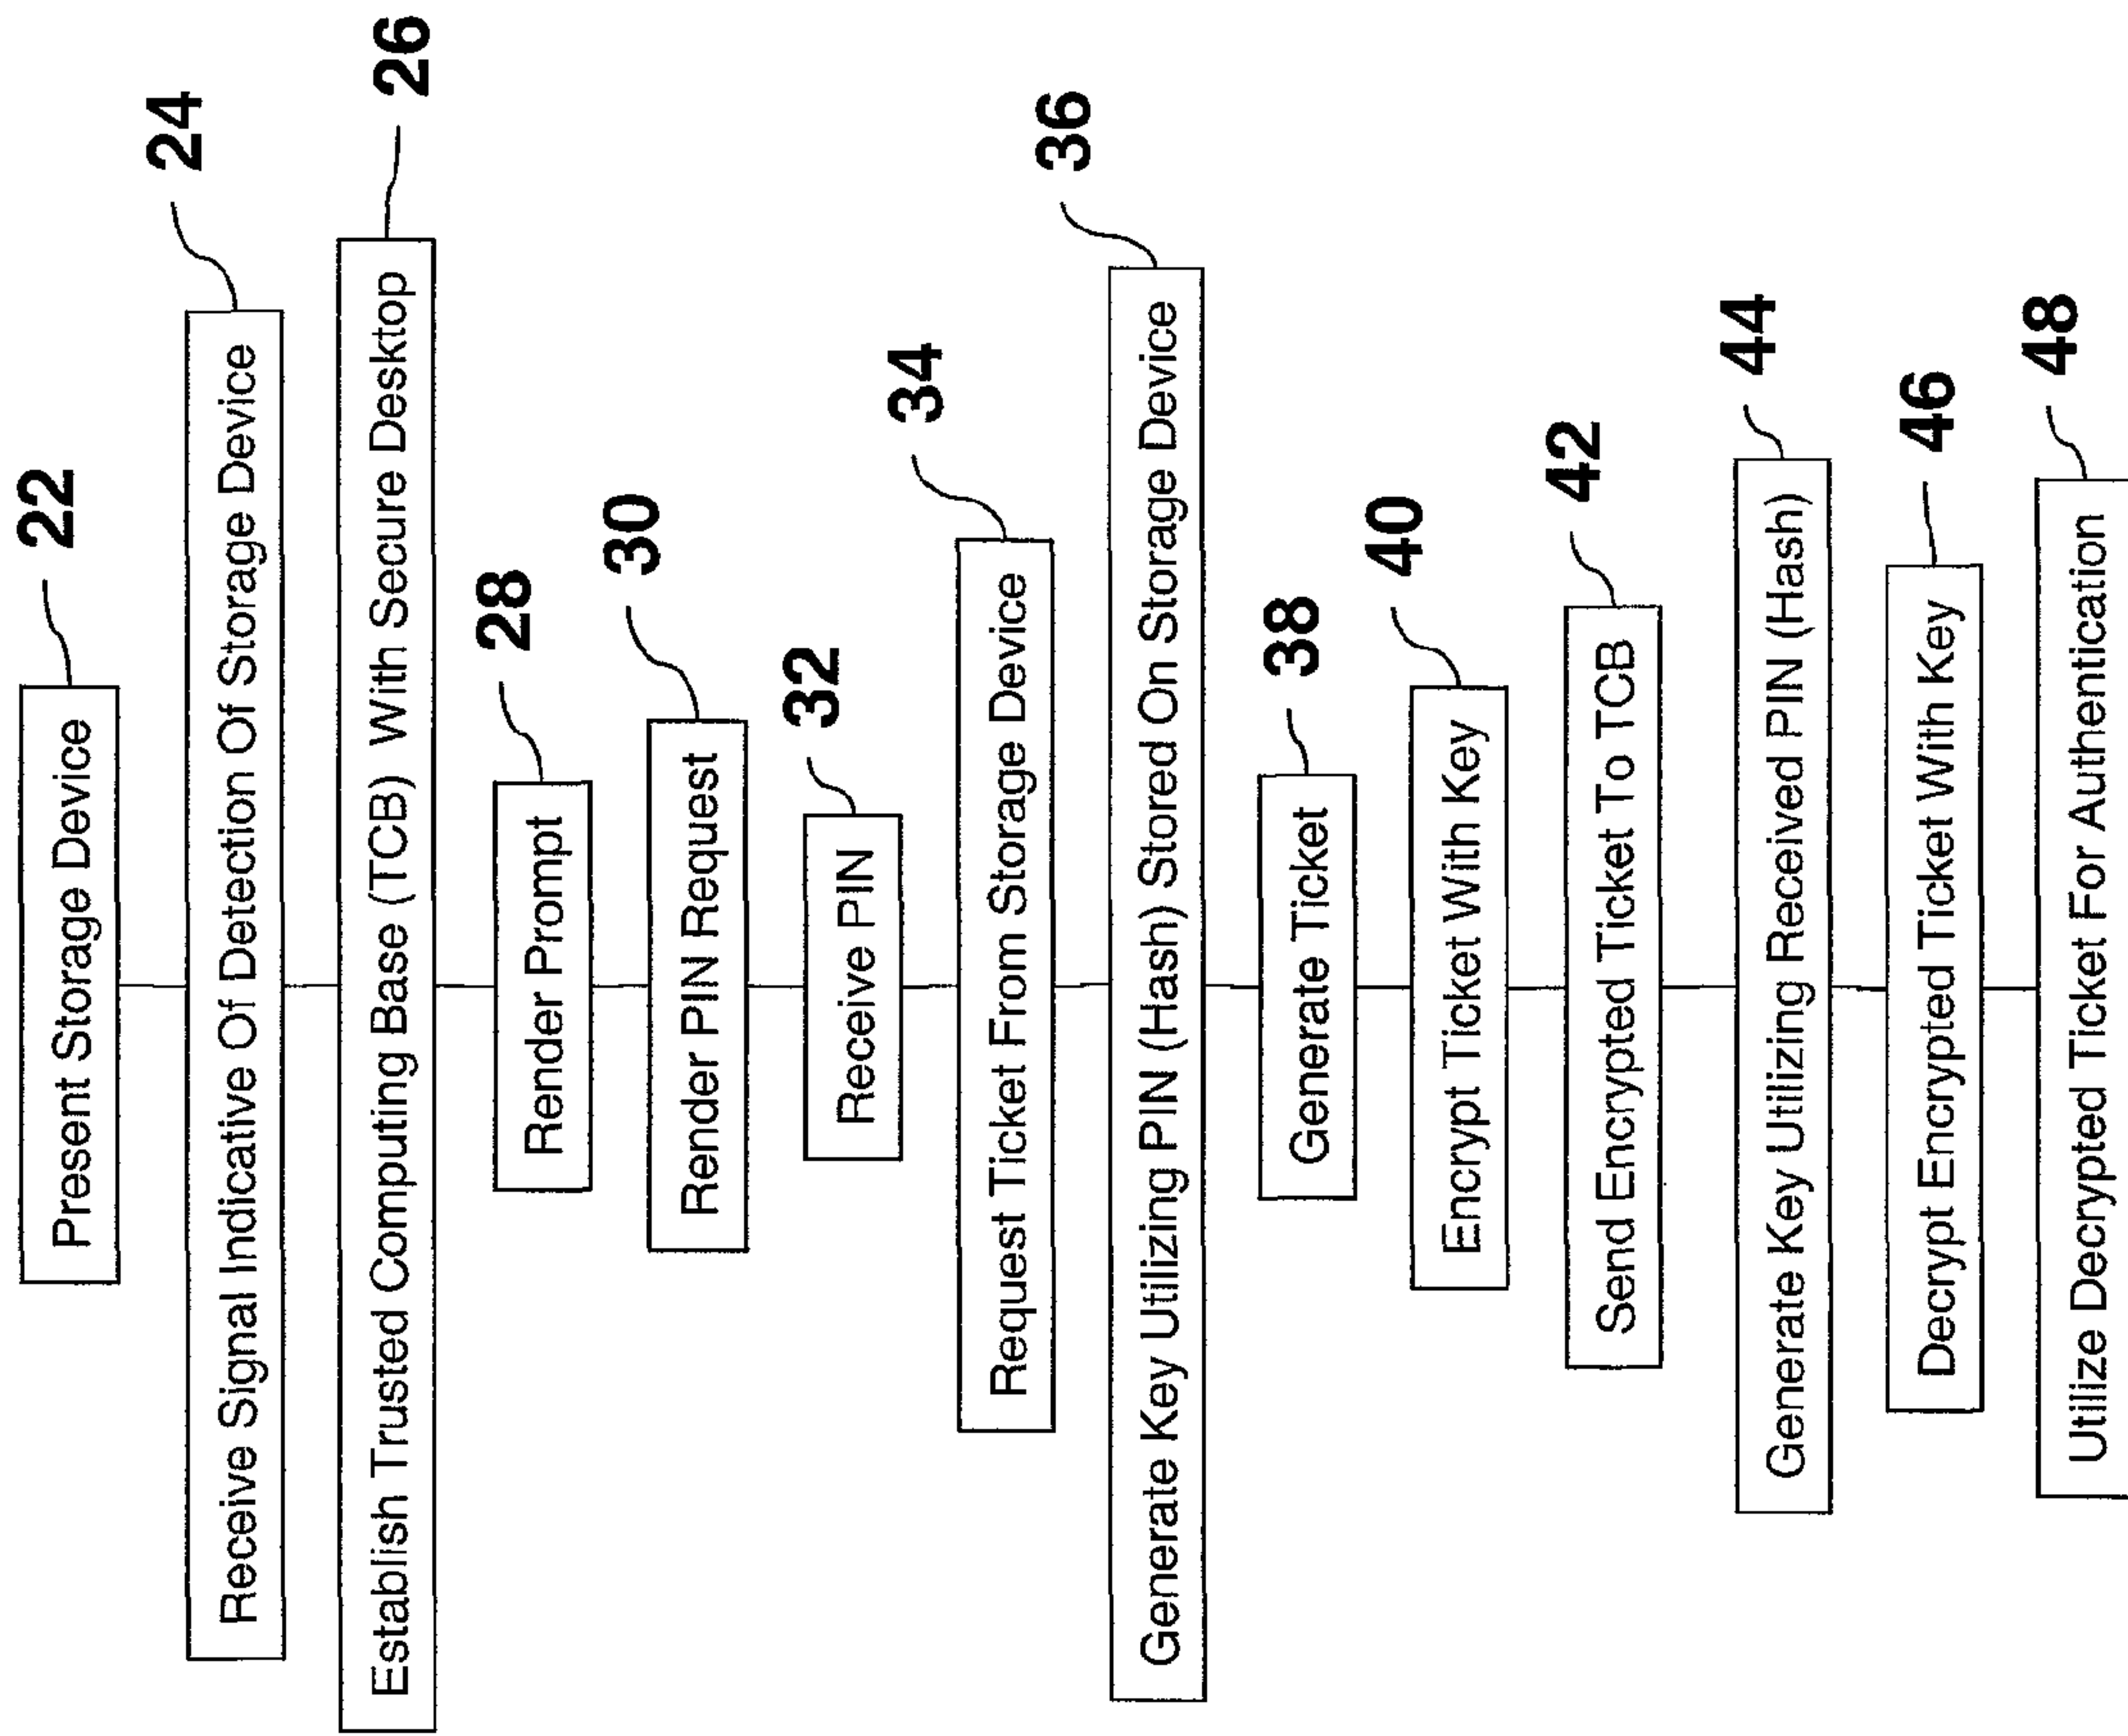 Present Storage Device
22
Receive Signal Indicative Of Detection Of Storage Device
24
Establish Trusted Computing Base (TCB) With Secure Desktop
26
Render Prompt
28
Render PIN Request
30
Receive PIN
32
Request Ticket From Storage Device
34
Generate Key Utilizing PIN (Hash) Stored On Storage Device
36
Generate Ticket
38
Encrypt Ticket With Key
40
Send Encrypted Ticket To TCB
42
Generate Key Utilizing Received PIN (Hash)
44
Decrypt Encrypted Ticket With Key
46
Utilize Decrypted Ticket For Authentication
48